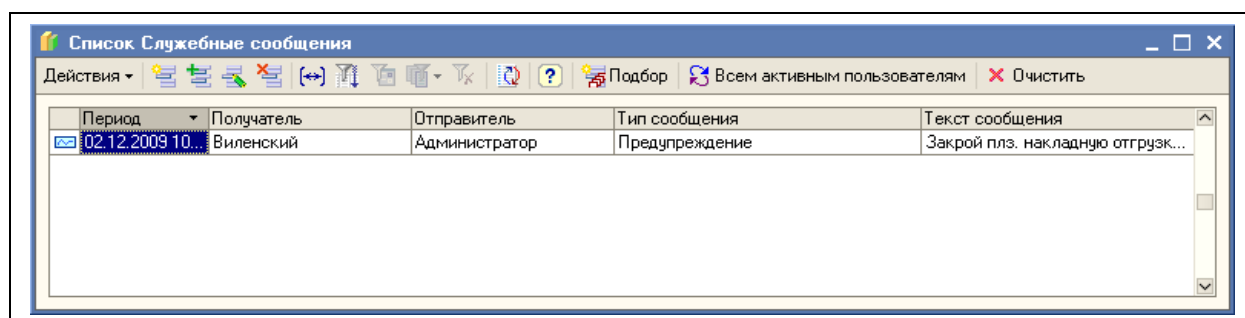 Список Служебные сообщения
Действия Подбор Всем активным пользователям Очистить
Период Получатель Отправитель Тип сообщения Текст сообщения
02.12.2009 10... Виленский Администратор Предупреждение Закрой плз. накладную отгрузк...